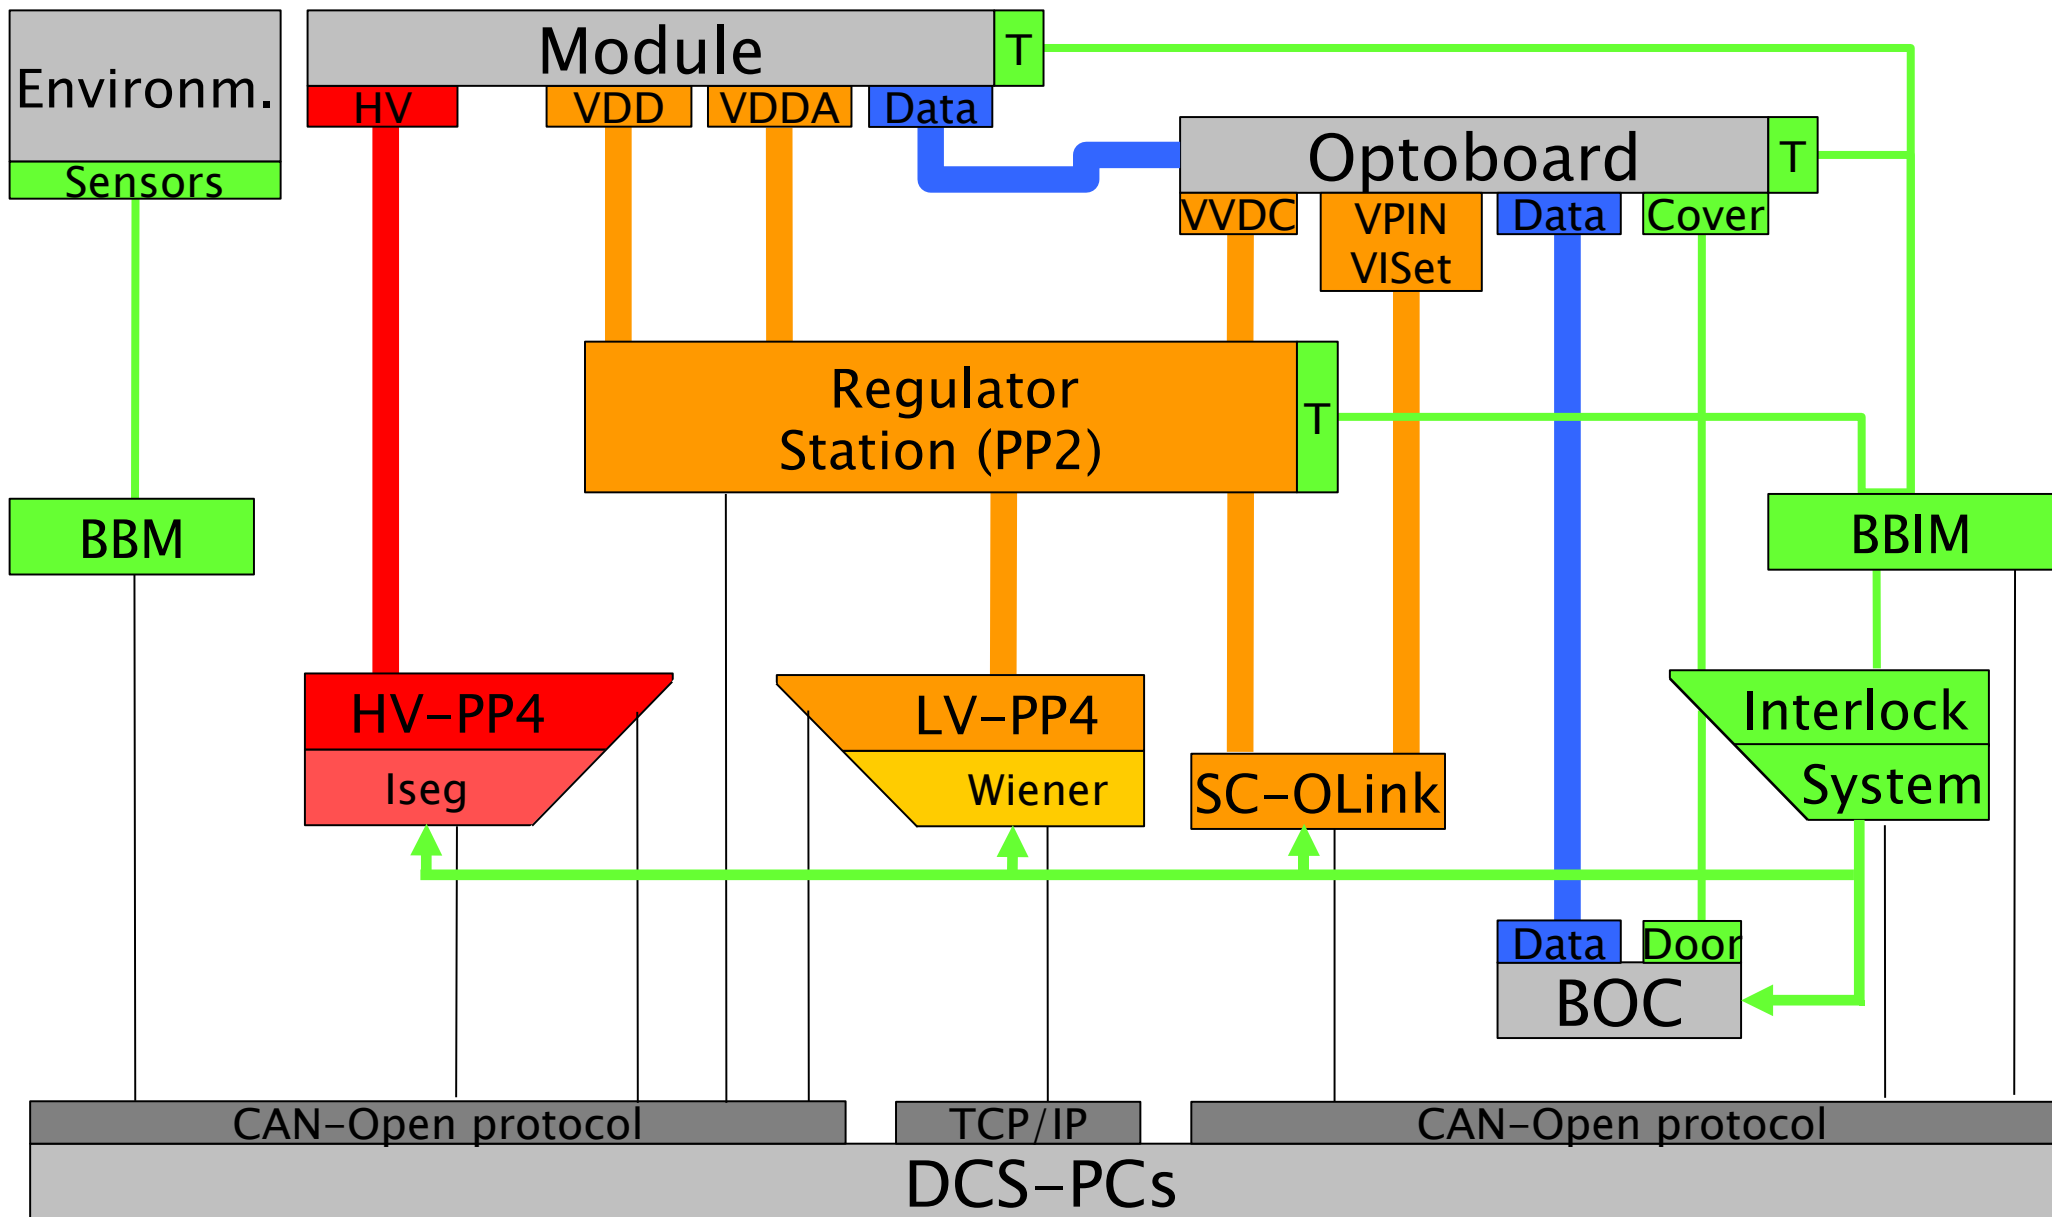 Environm.
Sensors
Module
T
HV
VDD
VDDA
Data
Optoboard
T
VVDC
VPIN
VISet
Data
Cover
Regulator
Station (PP2)
T
BBM
BBIM
HV-PP4
Iseg
LV-PP4
Wiener
SC-OLink
Interlock
System
Data
Door
BOC
CAN-Open protocol
TCP/IP
CAN-Open protocol
DCS-PCs